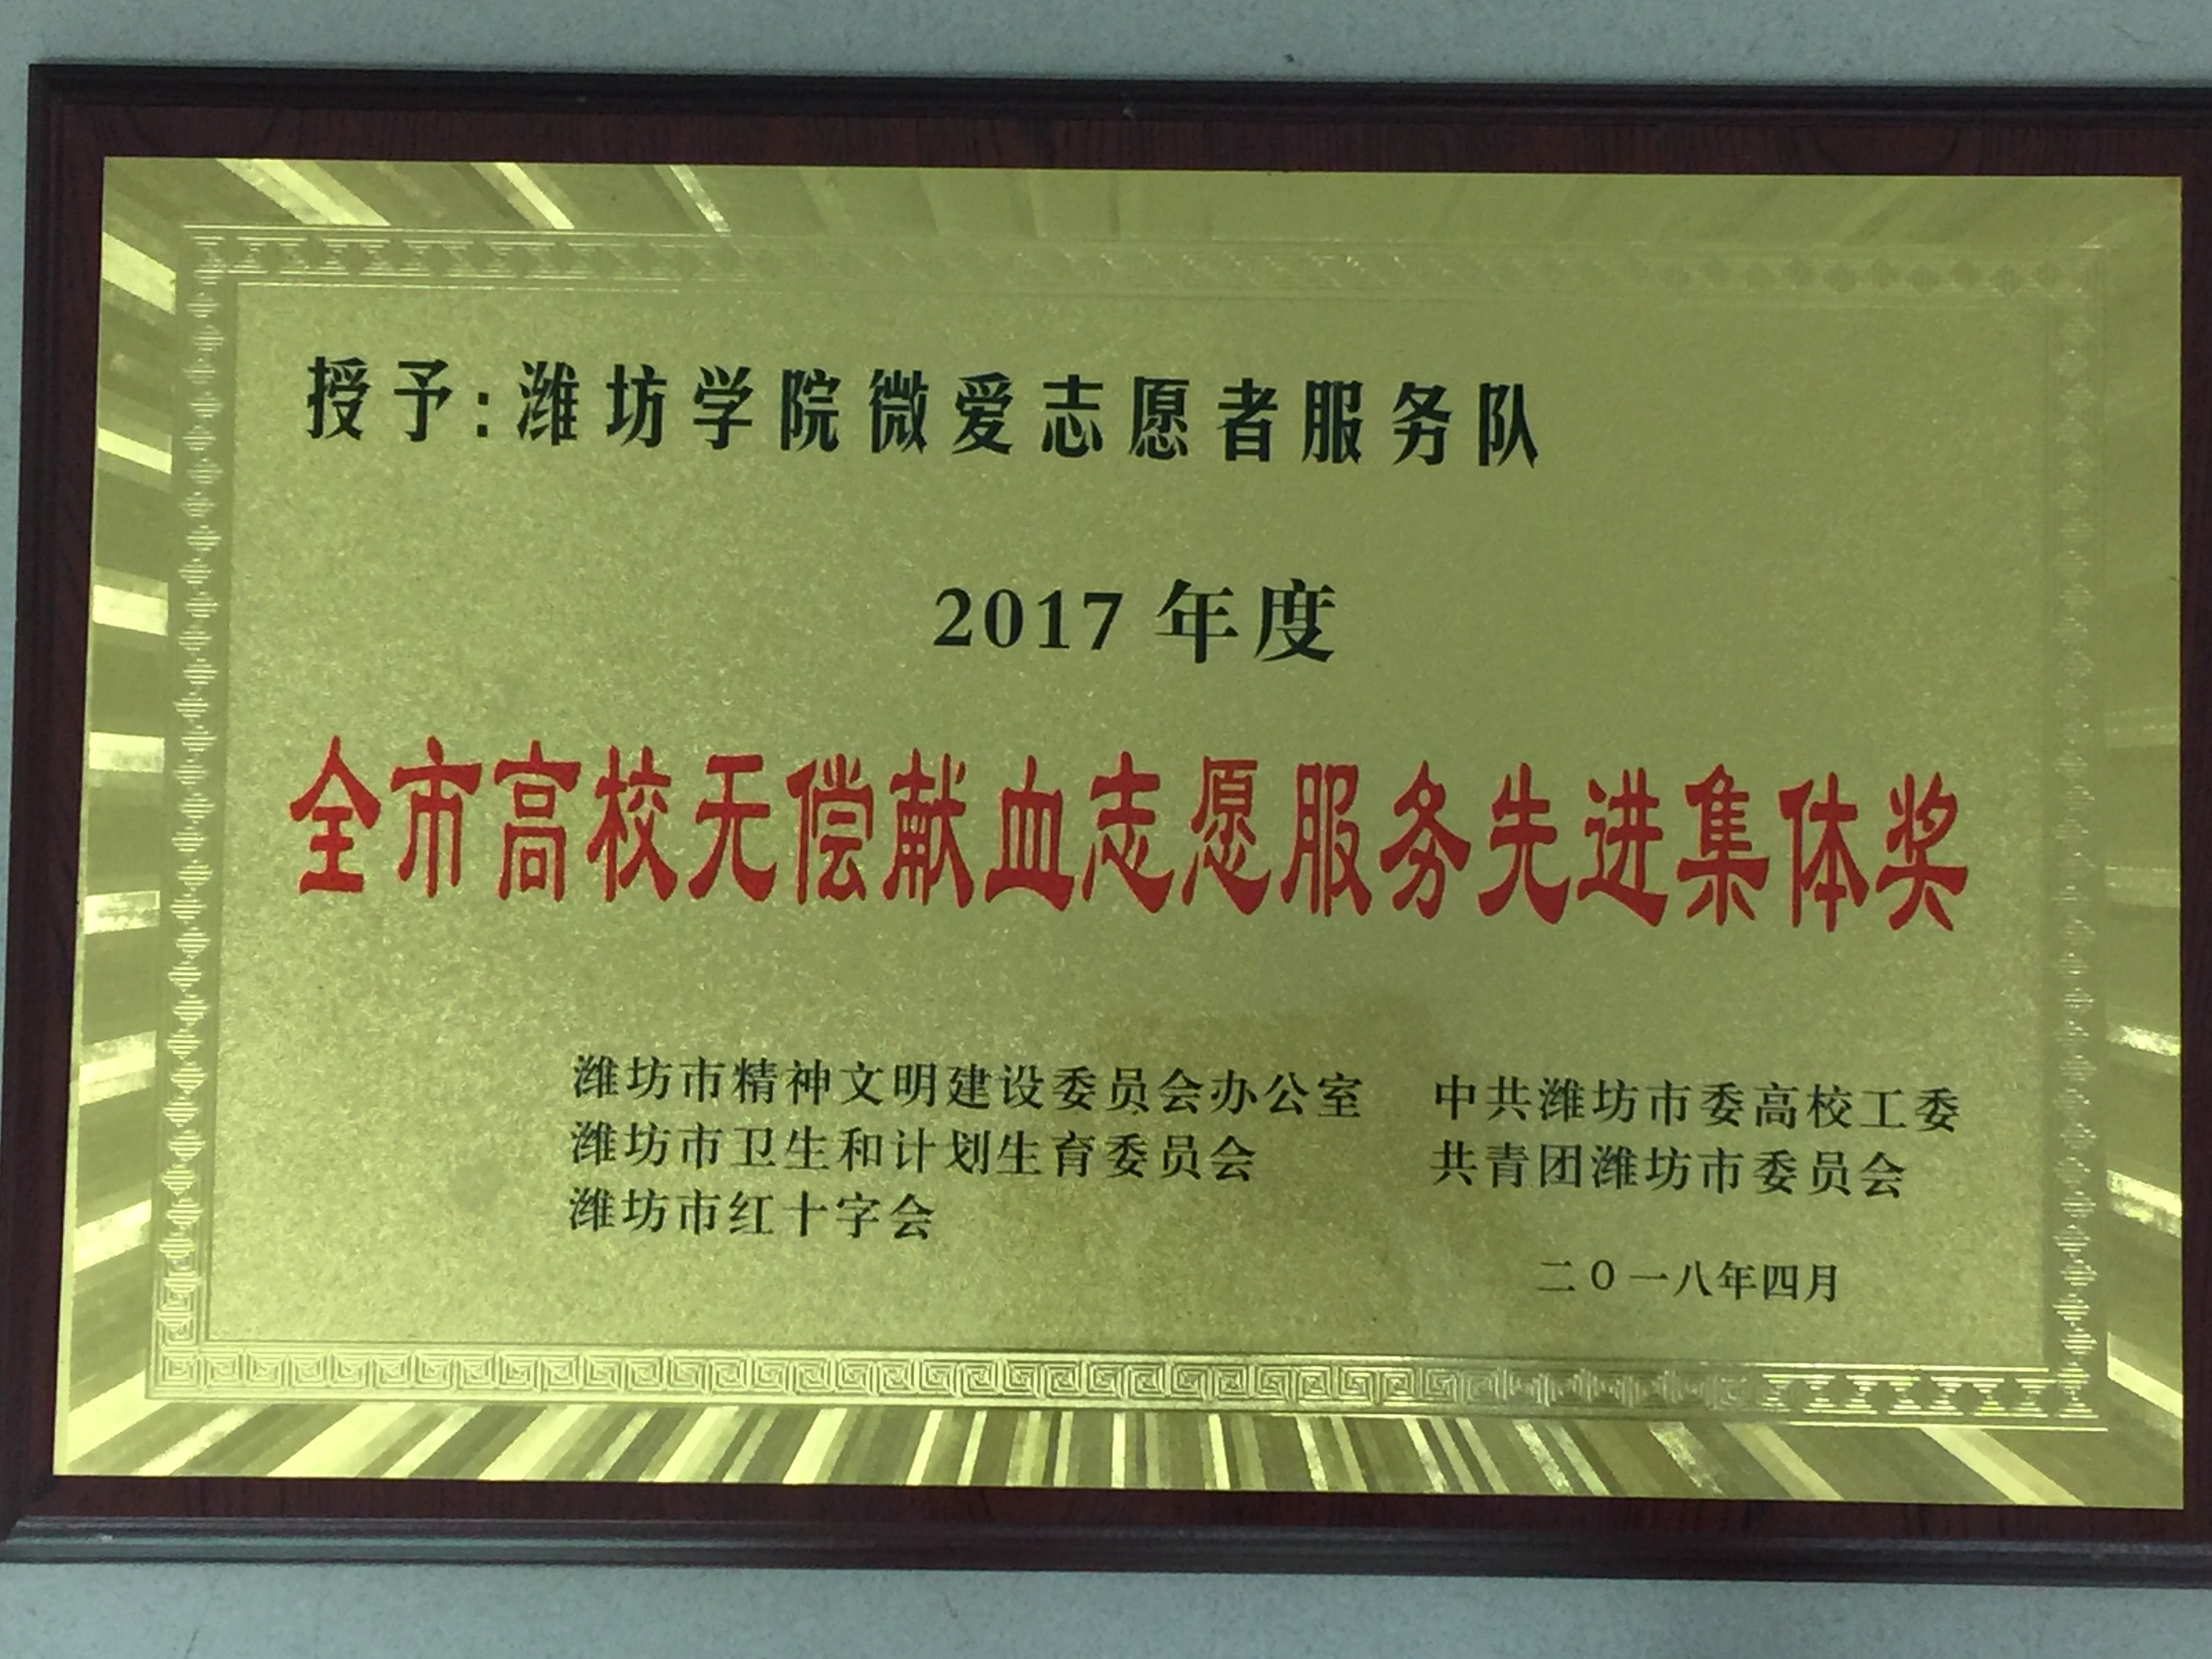 授予:潍坊学院微爱志愿者服务队
2017年度
全市高校无偿献血志愿服务先进集体奖
潍坊市精神文明建设委员会办公室 中共潍坊市委高校工委
潍坊市卫生和计划生育委员会 共青团潍坊市委员会
潍坊市红十字会
二0一八年四月